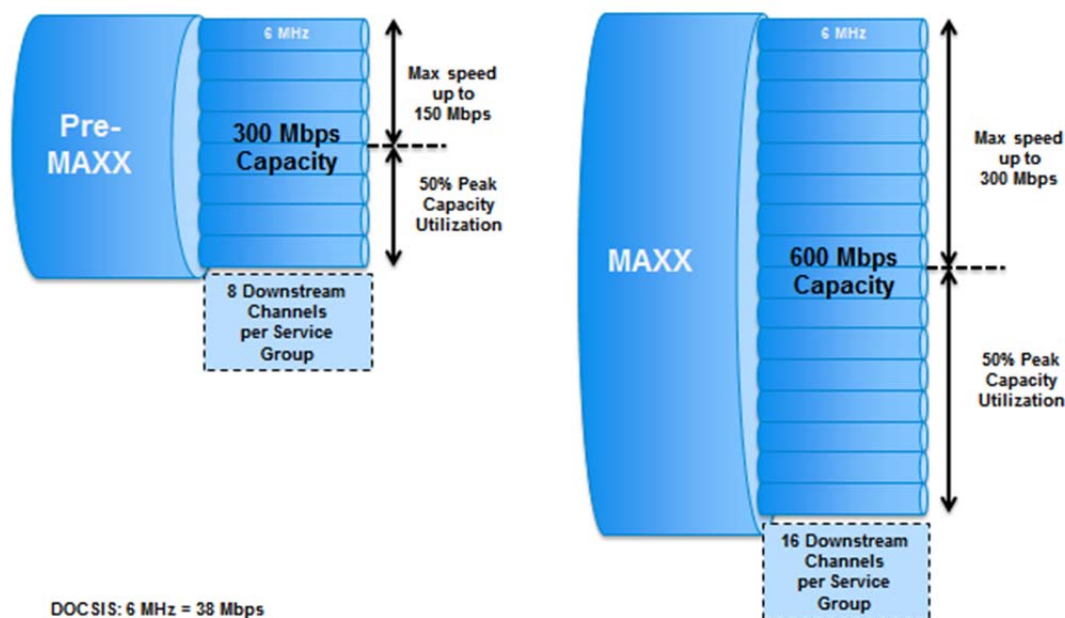 Pre-
MAXX
6 MHz
300 Mbps
Capacity
Max speed
up to
150 Mbps
50% Peak
Capacity
Utilization
8 Downstream
Channels
per Service
Group
MAXX
6 MHz
600 Mbps
Capacity
Max speed
up to
300 Mbps
50% Peak
Capacity
Utilization
16 Downstream
Channels
per Service
Group
DOCSIS: 6 MHz = 38 Mbps